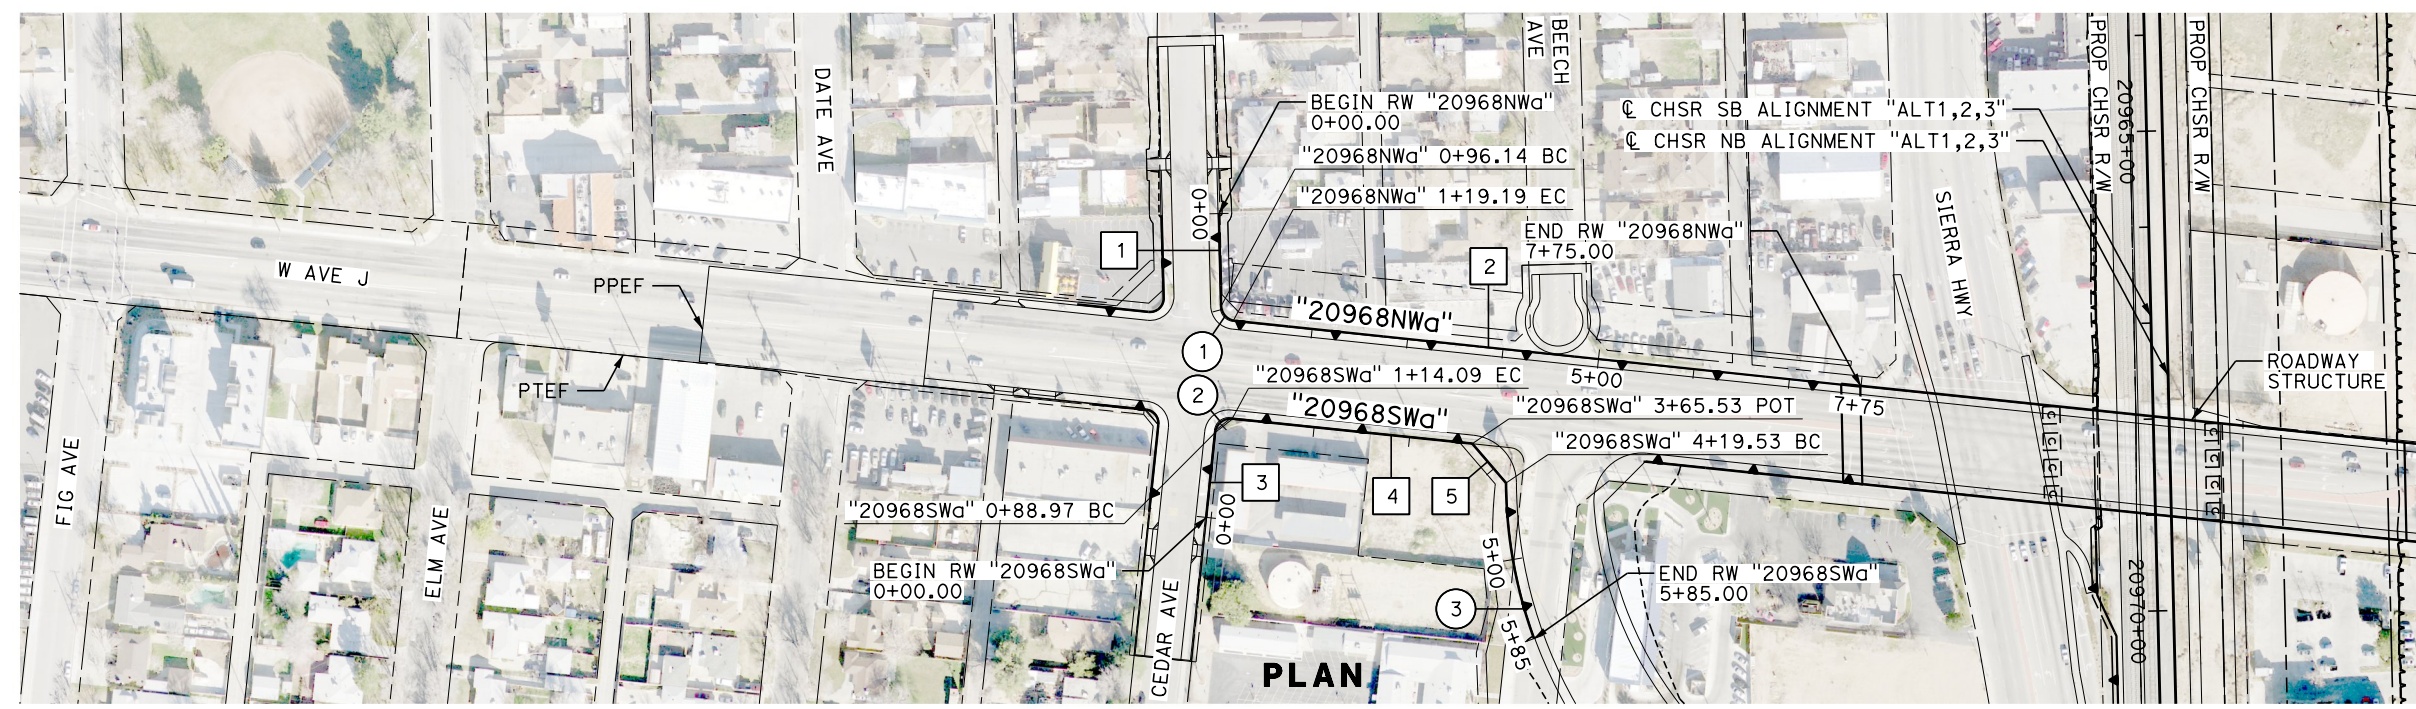 BEECH
AVE
DATE AVE
PROP CHSR R/W
20965+00
PROP CHSR R/W
BEGIN RW "20968NWa"
0+00.00
℄ CHSR SB ALIGNMENT "ALT1,2,3"
℄ CHSR NB ALIGNMENT "ALT1,2,3"
"20968NWa" 0+96.14 BC
"20968NWa" 1+19.19 EC
0+00
SIERRA HWY
END RW "20968NWa"
7+75.00
1
2
W AVE J
PPEF
"20968NWa"
1
ROADWAY
STRUCTURE
PTEF
"20968SWa" 1+14.09 EC
5+00
2
"20968SWa"
"20968SWa" 3+65.53 POT
7+75
"20968SWa" 4+19.53 BC
C
C
C
C
C
C
C
C
FIG AVE
3
4
5
"20968SWa" 0+88.97 BC
0+00
ELM AVE
5+00
BEGIN RW "20968SWa"
0+00.00
END RW "20968SWa"
5+85.00
3
CEDAR AVE
5+85
20970+00
PLAN